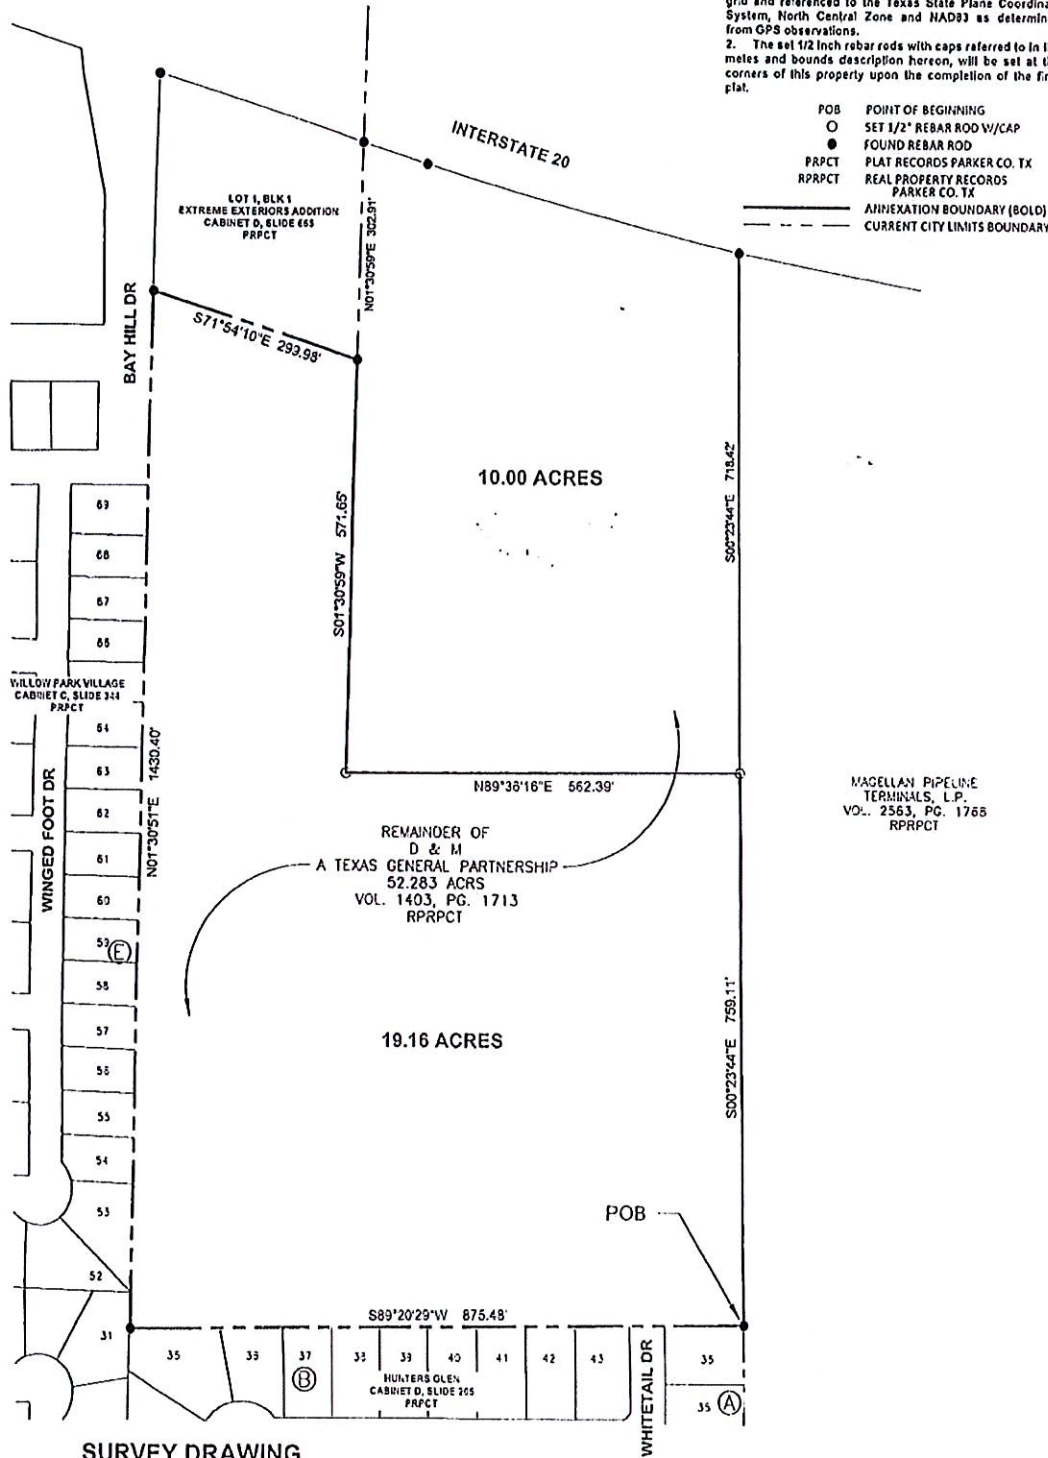 grid and referenced to the Texas State Plane Coordina
System, North Central Zone and NAD83 as determin
from GPS observations.
2. The set 1/2 inch rebar rods with caps referred to in t
metes and bounds description hereon, will be set at t
corners of this property upon the completion of the fin
plat.
POB POINT OF BEGINNING
SET 1/2" REBAR ROD W/CAP
FOUND REBAR ROD
PRPCT PLAT RECORDS PARKER CO. TX
RPRPCT REAL PROPERTY RECORDS
PARKER CO. TX
ANNEXATION BOUNDARY (BOLD)
CURRENT CITY LIMITS BOUNDARY
INTERSTATE 20
LOT 1, BLK 1
EXTREME EXTERIORS ADDITION
CABINET D, SLIDE 665
PRPCT
N01°30'59"E 302.91'
BAY HILL DR
S71°54'10"E 293.98'
10.00 ACRES
S00°23'44"E 718.42'
S01°30'59"W 571.65'
69
68
67
66
WILLOW PARK VILLAGE
CABINET C, SLIDE 344
PRPCT
64
63
62
61
60
59
E
58
57
56
55
54
53
52
31
WINGED FOOT DR
N01°30'51"E 1430.40'
N89°36'16"E 562.39'
MAGELLAN PIPELINE
TERMINALS, L.P.
VOL. 2563, PG. 1766
RPRPCT
REMAINDER OF
D & M
A TEXAS GENERAL PARTNERSHIP
52.283 ACRS
VOL. 1403, PG. 1713
RPRPCT
19.16 ACRES
S00°23'44"E 759.11'
POB
S89°20'29"W 875.48'
35
36
37
38
39
40
41
42
43
35
B
HUNTERS GLEN
CABINET D, SLIDE 205
PRPCT
WHITETAIL DR
35
A
SURVEY DRAWING